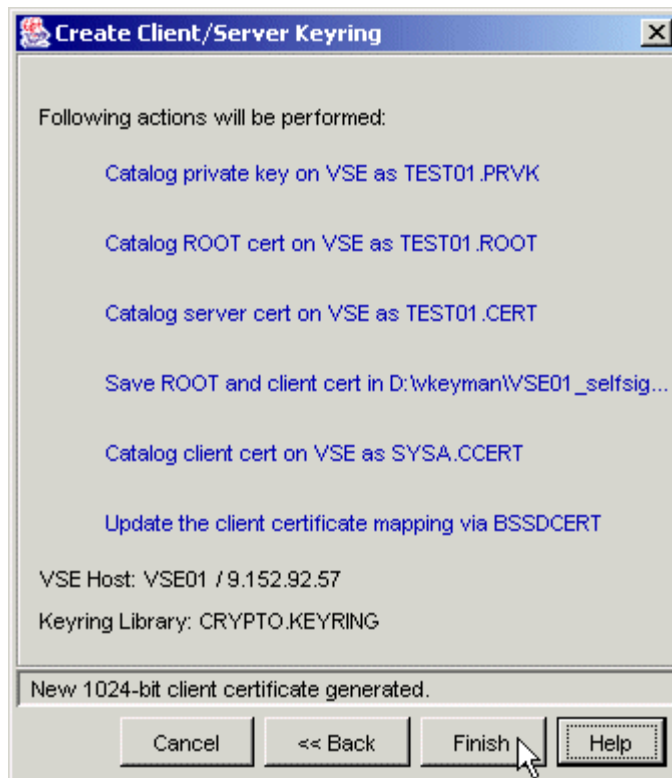 Create Client/Server Keyring
Following actions will be performed:
Catalog private key on VSE as TEST01.PRVK
Catalog ROOT cert on VSE as TEST01.ROOT
Catalog server cert on VSE as TEST01.CERT
Save ROOT and client cert in D:\vkeyman\VSE01_selfsig...
Catalog client cert on VSE as SYSA.CCERT
Update the client certificate mapping via BSSDCERT
VSE Host: VSE01 / 9.152.92.57
Keyring Library: CRYPTO.KEYRING
New 1024-bit client certificate generated.
Cancel << Back Finish Help